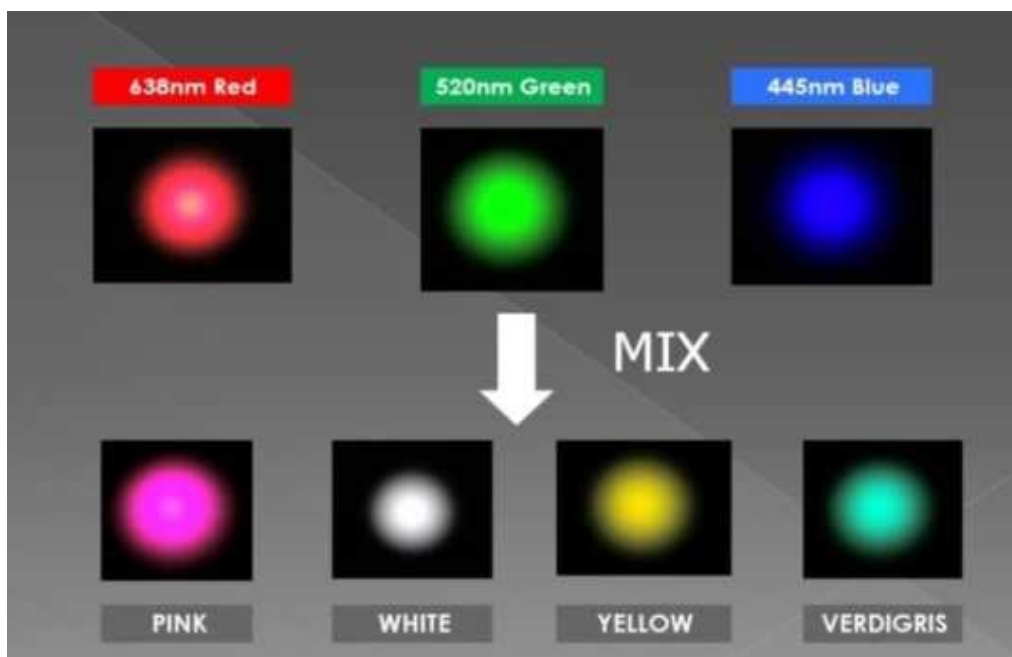 638nm Red
520nm Green
445nm Blue
MIX
PINK
WHITE
YELLOW
VERDIGRIS